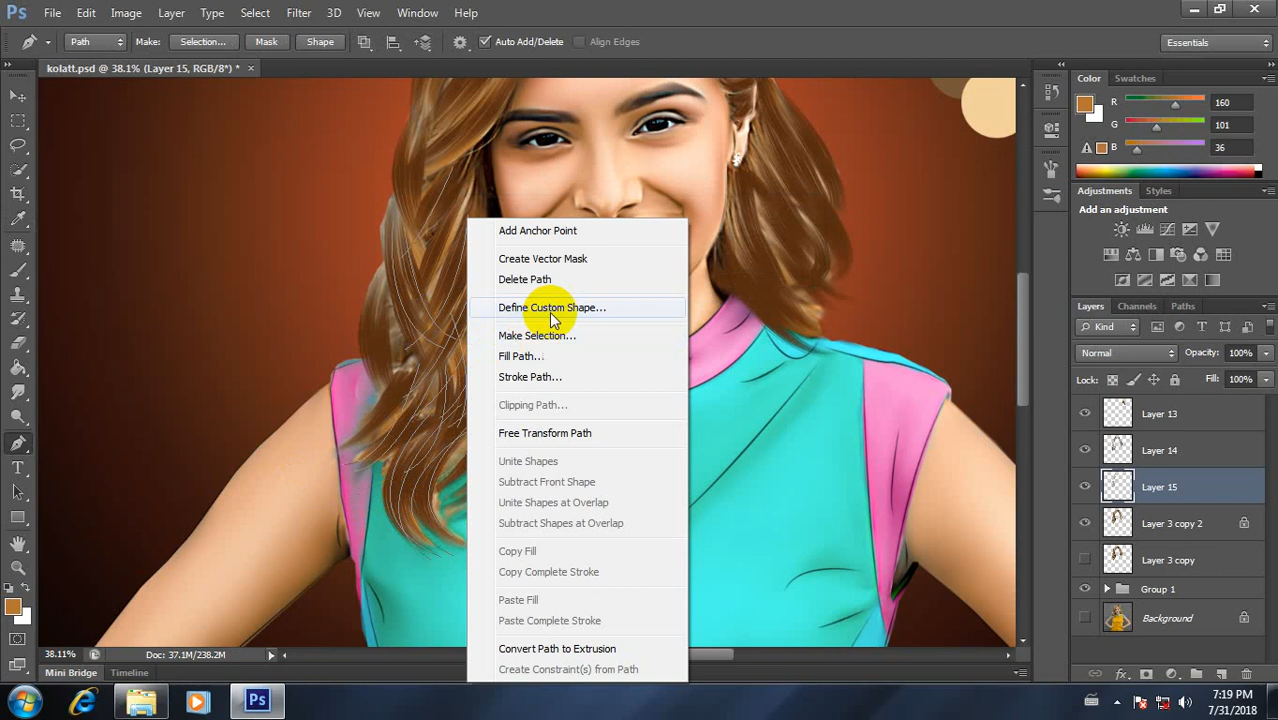 Ps File Edit Image Layer Type Select Filter 3D View Window Help
Path Make: Selection... Mask Shape Auto Add/Delete Align Edges Essentials
kolatt.psd @ 38.1% (Layer 15, RGB/8*) * ×
Color Swatches
R 160
G 101
B 36
Adjustments Styles
Add an adjustment
Layers Channels Paths
Kind
Normal Opacity: 100%
Lock: Fill: 100%
Layer 13
Layer 14
Layer 15
Layer 3 copy 2
Layer 3 copy
Group 1
Background
Add Anchor Point
Create Vector Mask
Delete Path
Define Custom Shape...
Make Selection...
Fill Path...
Stroke Path...
Clipping Path...
Free Transform Path
Unite Shapes
Subtract Front Shape
Unite Shapes at Overlap
Subtract Shapes at Overlap
Copy Fill
Copy Complete Stroke
Paste Fill
Paste Complete Stroke
Convert Path to Extrusion
Create Constraint(s) from Path
38.11% Doc: 37.1M/238.2M
Mini Bridge Timeline
Ps
7:19 PM
7/31/2018